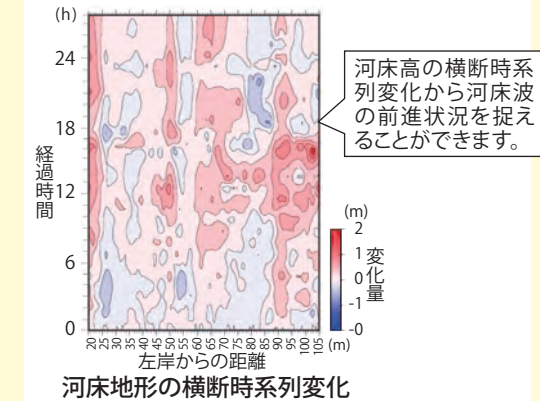 (h)
24
18
12
6
0
経過時間
20 25 30 35 40 45 50 55 60 65 70 75 80 85 90 95 100 105 (m)
左岸からの距離
河床地形の横断時系列変化
河床高の横断時系
列変化から河床波
の前進状況を捉え
ることができます。
(m)
2
1
0
-1
-0
変化量